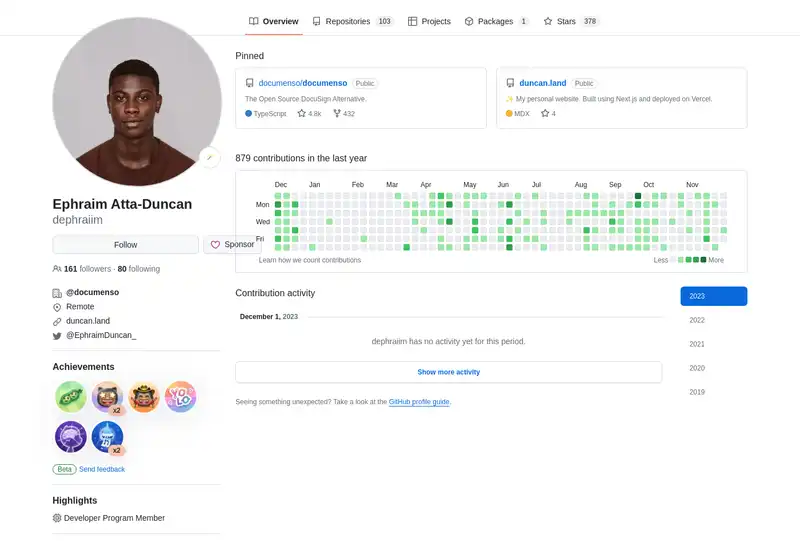 Overview
Repositories 103
Projects
Packages 1
Stars 378
Ephraim Atta-Duncan
dephraiim
Follow
Sponsor
161 followers · 80 following
@documenso
Remote
duncan.land
@EphraimDuncan_
Achievements
YOLO
x2
x2
Beta Send feedback
Highlights
Developer Program Member
Pinned
documenso/documenso Public
The Open Source DocuSign Alternative.
TypeScript 4.8k 432
duncan.land Public
✨ My personal website. Built using Next.js and deployed on Vercel.
MDX 4
879 contributions in the last year
Dec Jan Feb Mar Apr May Jun Jul Aug Sep Oct Nov
Mon
Wed
Fri
Learn how we count contributions
Less More
Contribution activity
December 1, 2023
dephraiim has no activity yet for this period.
Show more activity
Seeing something unexpected? Take a look at the GitHub profile guide.
2023
2022
2021
2020
2019